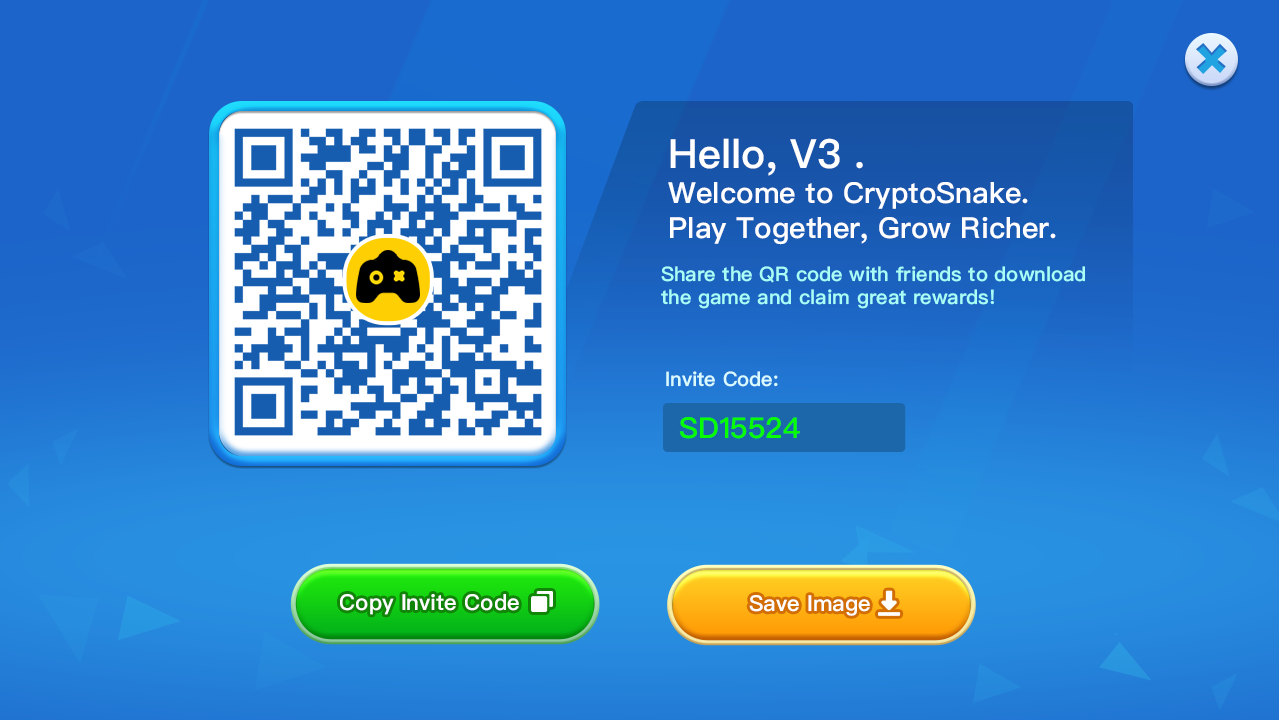 Hello, V3 .
Welcome to CryptoSnake.
Play Together, Grow Richer.
Share the QR code with friends to download
the game and claim great rewards!
Invite Code:
SD15524
Copy Invite Code
Save Image